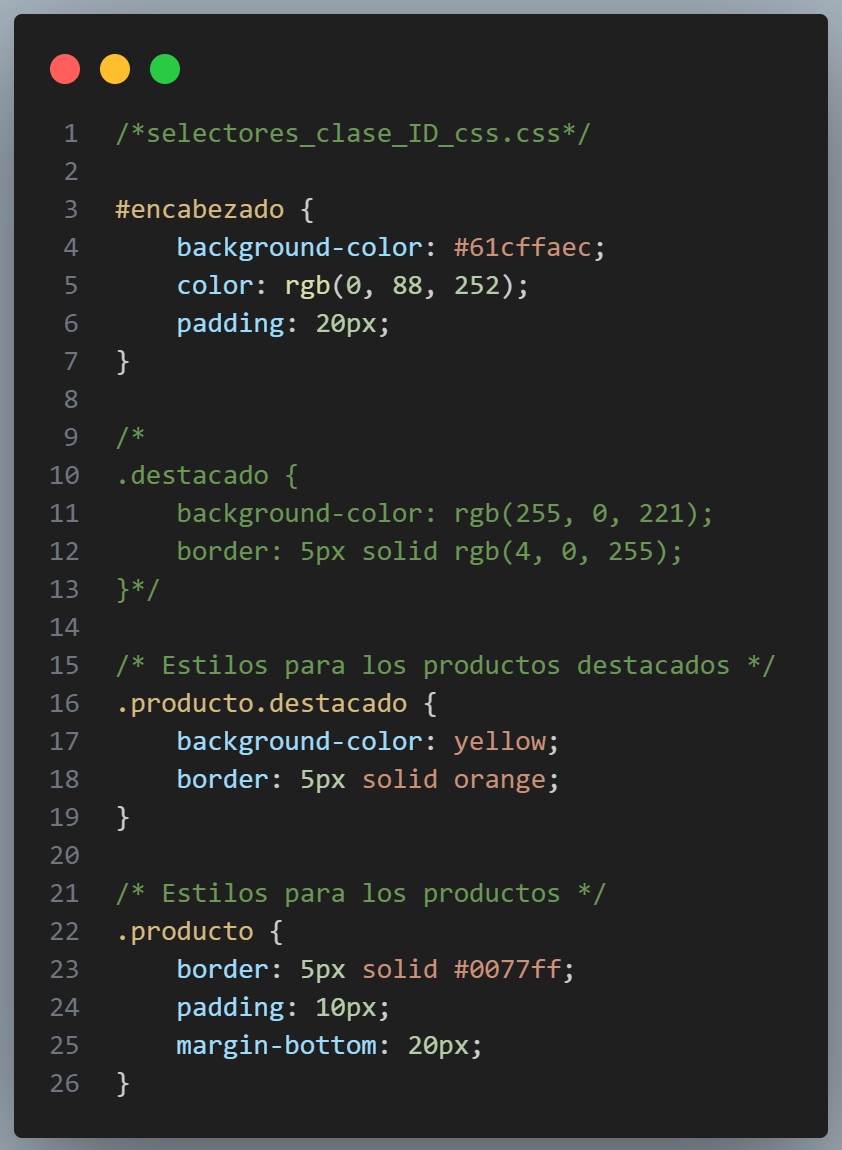 1 /*selectores_clase_ID_css.css*/
2
3 #encabezado {
4     background-color: #61cffaec;
5     color: rgb(0, 88, 252);
6     padding: 20px;
7 }
8
9 /*
10 .destacado {
11     background-color: rgb(255, 0, 221);
12     border: 5px solid rgb(4, 0, 255);
13 }*/
14
15 /* Estilos para los productos destacados */
16 .producto.destacado {
17     background-color: yellow;
18     border: 5px solid orange;
19 }
20
21 /* Estilos para los productos */
22 .producto {
23     border: 5px solid #0077ff;
24     padding: 10px;
25     margin-bottom: 20px;
26 }